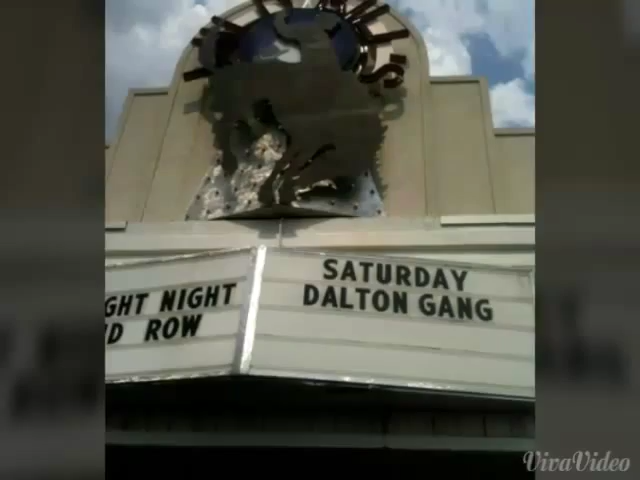 GHT NIGHT
D ROW
SATURDAY
DALTON GANG
VivaVideo